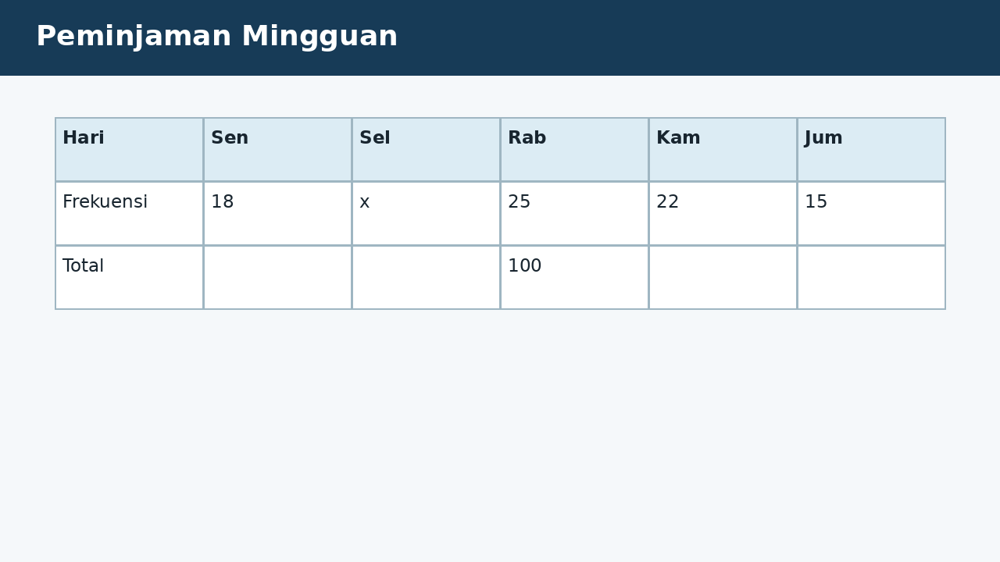 Peminjaman Mingguan
Hari Sen Sel Rab Kam Jum
Frekuensi 18 x 25 22 15
Total 100